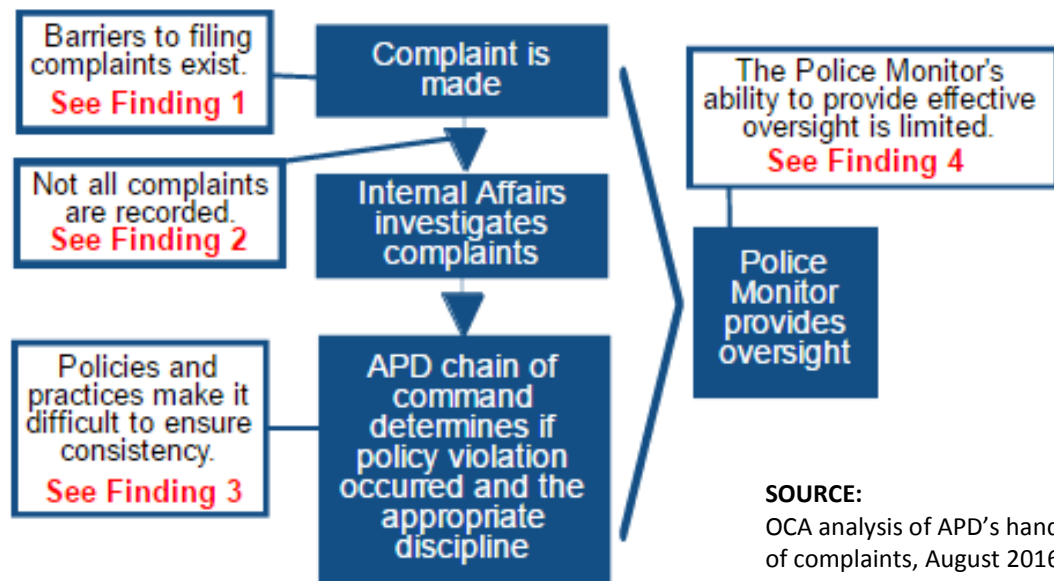 Barriers to filing
complaints exist.
See Finding 1
Complaint is
made
The Police Monitor's
ability to provide effective
oversight is limited.
See Finding 4
Not all complaints
are recorded.
See Finding 2
Internal Affairs
investigates
complaints
Police
Monitor
provides
oversight
Policies and
practices make it
difficult to ensure
consistency.
See Finding 3
APD chain of
command
determines if
policy violation
occurred and the
appropriate
discipline
SOURCE:
OCA analysis of APD’s hand
of complaints, August 2016